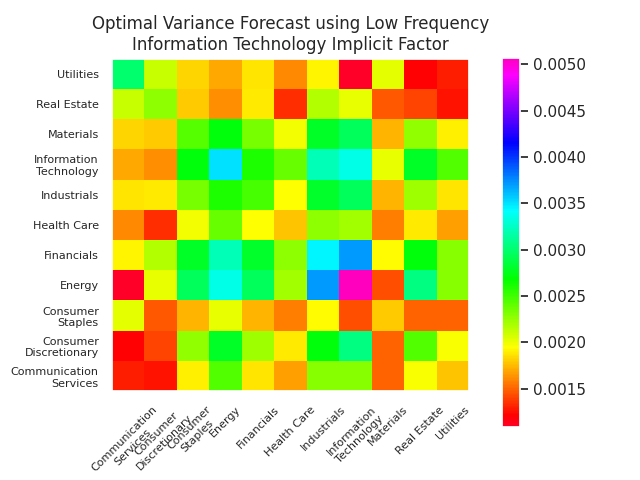 Optimal Variance Forecast using Low Frequency
Information Technology Implicit Factor
Utilities
Real Estate
Materials
Information
Technology
Industrials
Health Care
Financials
Energy
Consumer
Staples
Consumer
Discretionary
Communication
Services
Communication
Services
Consumer
Discretionary
Consumer
Staples
Energy
Financials
Health Care
Industrials
Information
Technology
Materials
Real Estate
Utilities
0.0050
0.0045
0.0040
0.0035
0.0030
0.0025
0.0020
0.0015